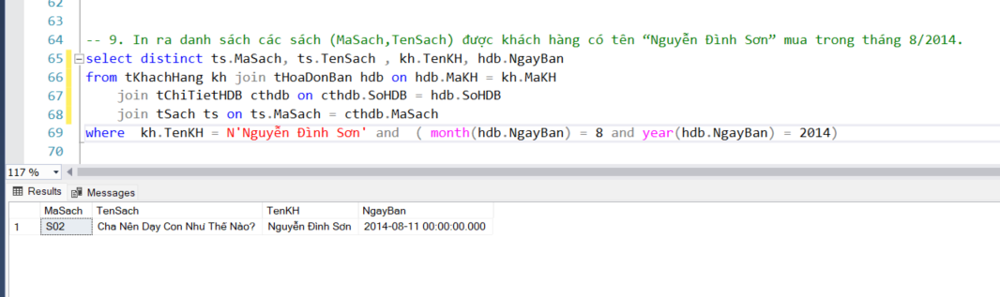 62
63
64 -- 9. In ra danh sách các sách (MaSach,TenSach) được khách hàng có tên “Nguyễn Đình Sơn” mua trong tháng 8/2014.
65 select distinct ts.MaSach, ts.TenSach , kh.TenKH, hdb.NgayBan
66 from tKhachHang kh join tHoaDonBan hdb on hdb.MaKH = kh.MaKH
67 join tChiTietHDB cthdb on cthdb.SoHDB = hdb.SoHDB
68 join tSach ts on ts.MaSach = cthdb.MaSach
69 where kh.TenKH = N'Nguyễn Đình Sơn' and ( month(hdb.NgayBan) = 8 and year(hdb.NgayBan) = 2014)
70
117 %
Results Messages
MaSach TenSach TenKH NgayBan
1 S02 Cha Nên Dạy Con Như Thế Nào? Nguyễn Đình Sơn 2014-08-11 00:00:00.000